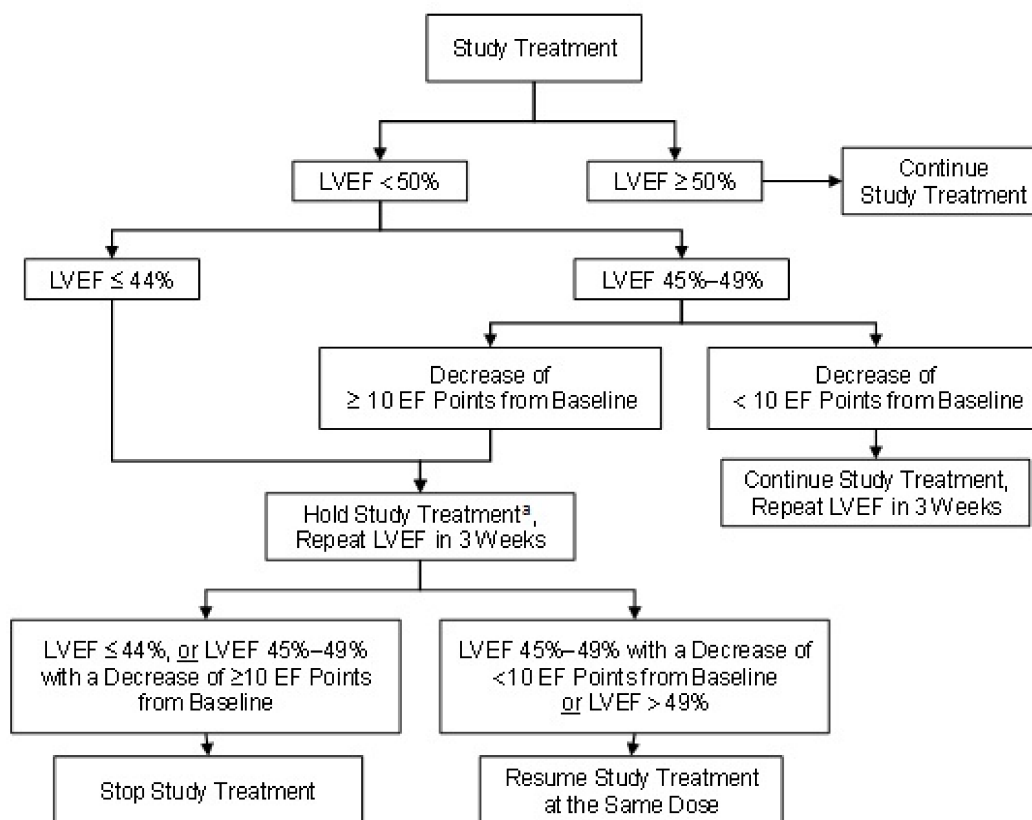 Study Treatment
LVEF < 50%
LVEF ≥ 50%
Continue
Study Treatment
LVEF ≤ 44%
LVEF 45%–49%
Decrease of
≥ 10 EF Points from Baseline
Decrease of
< 10 EF Points from Baseline
Continue Study Treatment,
Repeat LVEF in 3 Weeks
Hold Study Treatmentᵃ,
Repeat LVEF in 3 Weeks
LVEF ≤ 44%, or LVEF 45%–49%
with a Decrease of ≥10 EF Points
from Baseline
LVEF 45%–49% with a Decrease of
<10 EF Points from Baseline
or LVEF > 49%
Stop Study Treatment
Resume Study Treatment
at the Same Dose